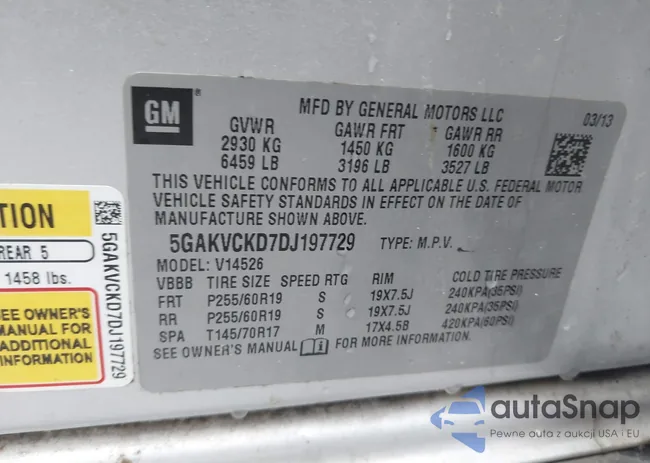 GM
MFD BY GENERAL MOTORS LLC
03/13
GVWR GAWR FRT GAWR RR
2930 KG 1450 KG 1600 KG
6459 LB 3196 LB 3527 LB
THIS VEHICLE CONFORMS TO ALL APPLICABLE U.S. FEDERAL MOTOR
VEHICLE SAFETY STANDARDS IN EFFECT ON THE DATE OF
MANUFACTURE SHOWN ABOVE.
5GAKVCKD7DJ197729 TYPE: M.P.V.
MODEL: V14526
VBBB TIRE SIZE SPEED RTG RIM COLD TIRE PRESSURE
FRT P255/60R19 S 19X7.5J 240KPA(35PSI)
RR P255/60R19 S 19X7.5J 240KPA(35PSI)
SPA T145/70R17 M 17X4.5B 420KPA(60PSI)
SEE OWNER'S MANUAL i FOR MORE INFORMATION.
TION
REAR 5
1458 lbs.
SEE OWNER'S
MANUAL FOR
ADDITIONAL
INFORMATION
5GAKVCKD7DJ197729
autoSnap
Pewne auta z aukcji USA i EU